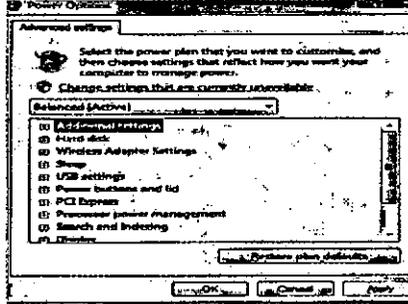 Power Options
Advanced settings
Select the power plan that you want to customize, and
then choose settings that reflect how you want your
computer to manage power.
Change settings that are currently unavailable
Balanced [Active]
Additional settings
Hard disk
Wireless Adapter Settings
Sleep
USB settings
Power buttons and lid
PCI Express
Processor power management
Search and Indexing
Display
Restore plan defaults
OK Cancel Apply